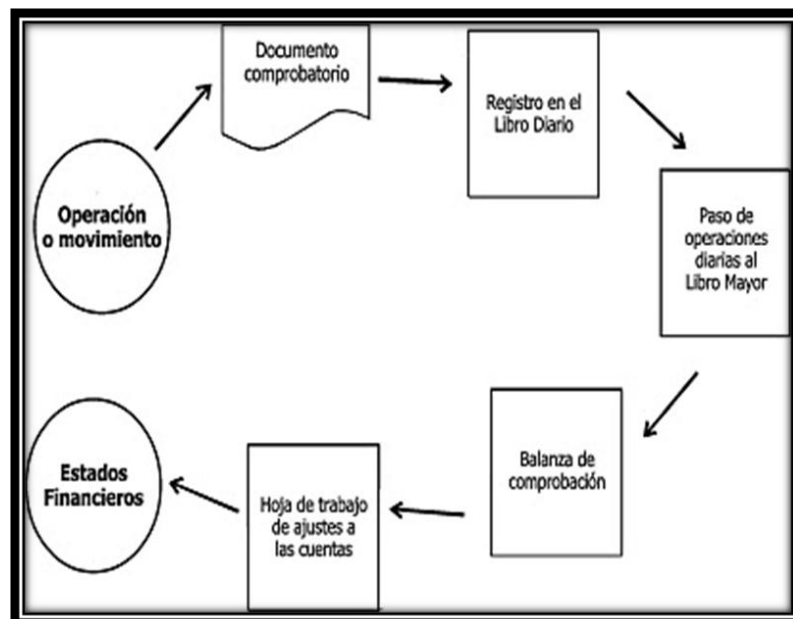 Documento
comprobatorio
Registro en el
Libro Diario
Operación
o movimiento
Paso de
operaciones
diarias al
Libro Mayor
Balanza de
comprobación
Hoja de trabajo
de ajustes a
las cuentas
Estados
Financieros